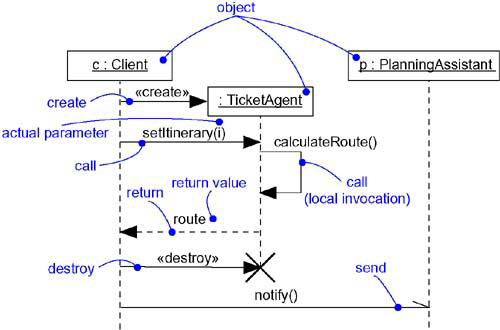 object
c : Client
p : PlanningAssistant
create
«create»
: TicketAgent
actual parameter
setItinerary(i)
calculateRoute()
call
call
(local invocation)
return value
return
route
destroy
«destroy»
send
notify()